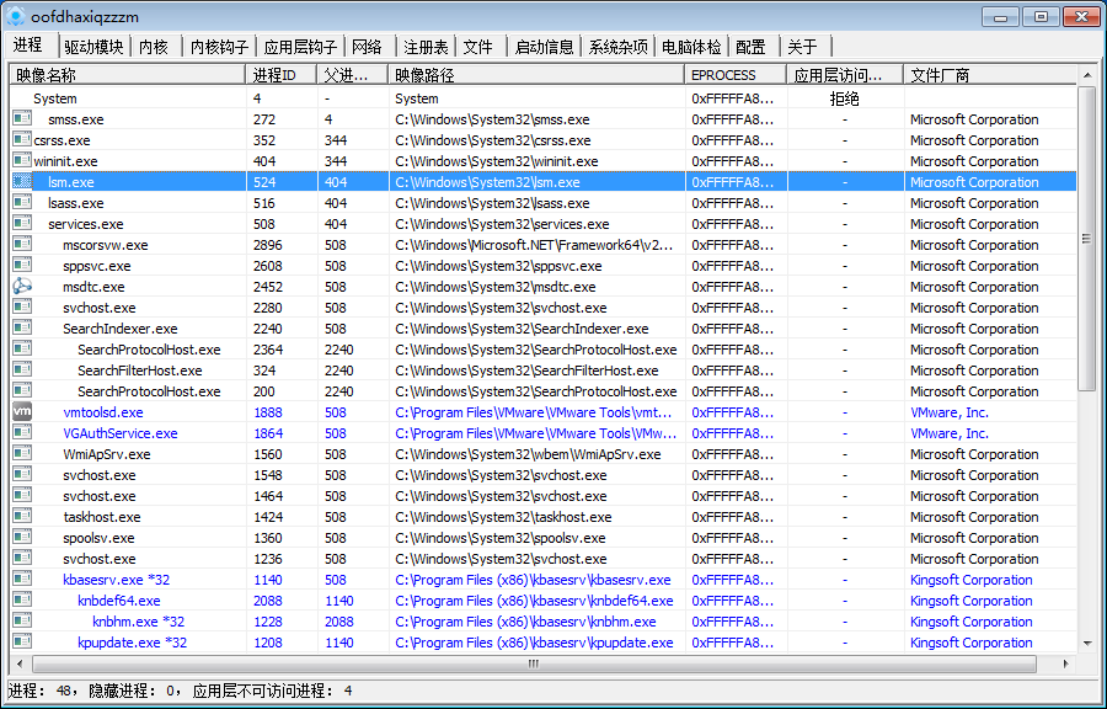 oofdhaxiqzzzm
进程 驱动模块 内核 内核钩子 应用层钩子 网络 注册表 文件 启动信息 系统杂项 电脑体检 配置 关于
映像名称 进程ID 父进... 映像路径 EPROCESS 应用层访问... 文件厂商
System 4 - System 0xFFFFFA8... 拒绝
smss.exe 272 4 C:\Windows\System32\smss.exe 0xFFFFFA8... - Microsoft Corporation
csrss.exe 352 344 C:\Windows\System32\csrss.exe 0xFFFFFA8... - Microsoft Corporation
wininit.exe 404 344 C:\Windows\System32\wininit.exe 0xFFFFFA8... - Microsoft Corporation
lsm.exe 524 404 C:\Windows\System32\lsm.exe 0xFFFFFA8... - Microsoft Corporation
lsass.exe 516 404 C:\Windows\System32\lsass.exe 0xFFFFFA8... - Microsoft Corporation
services.exe 508 404 C:\Windows\System32\services.exe 0xFFFFFA8... - Microsoft Corporation
mscorsvw.exe 2896 508 C:\Windows\Microsoft.NET\Framework64\v2... 0xFFFFFA8... - Microsoft Corporation
sppsvc.exe 2608 508 C:\Windows\System32\sppsvc.exe 0xFFFFFA8... - Microsoft Corporation
msdtc.exe 2452 508 C:\Windows\System32\msdtc.exe 0xFFFFFA8... - Microsoft Corporation
svchost.exe 2280 508 C:\Windows\System32\svchost.exe 0xFFFFFA8... - Microsoft Corporation
SearchIndexer.exe 2240 508 C:\Windows\System32\SearchIndexer.exe 0xFFFFFA8... - Microsoft Corporation
SearchProtocolHost.exe 2364 2240 C:\Windows\System32\SearchProtocolHost.exe 0xFFFFFA8... - Microsoft Corporation
SearchFilterHost.exe 324 2240 C:\Windows\System32\SearchFilterHost.exe 0xFFFFFA8... - Microsoft Corporation
SearchProtocolHost.exe 200 2240 C:\Windows\System32\SearchProtocolHost.exe 0xFFFFFA8... - Microsoft Corporation
vm vmtoolsd.exe 1888 508 C:\Program Files\VMware\VMware Tools\vmt... 0xFFFFFA8... - VMware, Inc.
VGAuthService.exe 1864 508 C:\Program Files\VMware\VMware Tools\VMw... 0xFFFFFA8... - VMware, Inc.
WmiApSrv.exe 1560 508 C:\Windows\System32\wbem\WmiApSrv.exe 0xFFFFFA8... - Microsoft Corporation
svchost.exe 1548 508 C:\Windows\System32\svchost.exe 0xFFFFFA8... - Microsoft Corporation
svchost.exe 1464 508 C:\Windows\System32\svchost.exe 0xFFFFFA8... - Microsoft Corporation
taskhost.exe 1424 508 C:\Windows\System32\taskhost.exe 0xFFFFFA8... - Microsoft Corporation
spoolsv.exe 1360 508 C:\Windows\System32\spoolsv.exe 0xFFFFFA8... - Microsoft Corporation
svchost.exe 1236 508 C:\Windows\System32\svchost.exe 0xFFFFFA8... - Microsoft Corporation
kbasesrv.exe *32 1140 508 C:\Program Files (x86)\kbasesrv\kbasesrv.exe 0xFFFFFA8... - Kingsoft Corporation
knbdef64.exe 2088 1140 C:\Program Files (x86)\kbasesrv\knbdef64.exe 0xFFFFFA8... - Kingsoft Corporation
knbhm.exe *32 1228 2088 C:\Program Files (x86)\kbasesrv\knbhm.exe 0xFFFFFA8... - Kingsoft Corporation
kpupdate.exe *32 1208 1140 C:\Program Files (x86)\kbasesrv\kpupdate.exe 0xFFFFFA8... - Kingsoft Corporation
进程: 48, 隐藏进程: 0, 应用层不可访问进程: 4